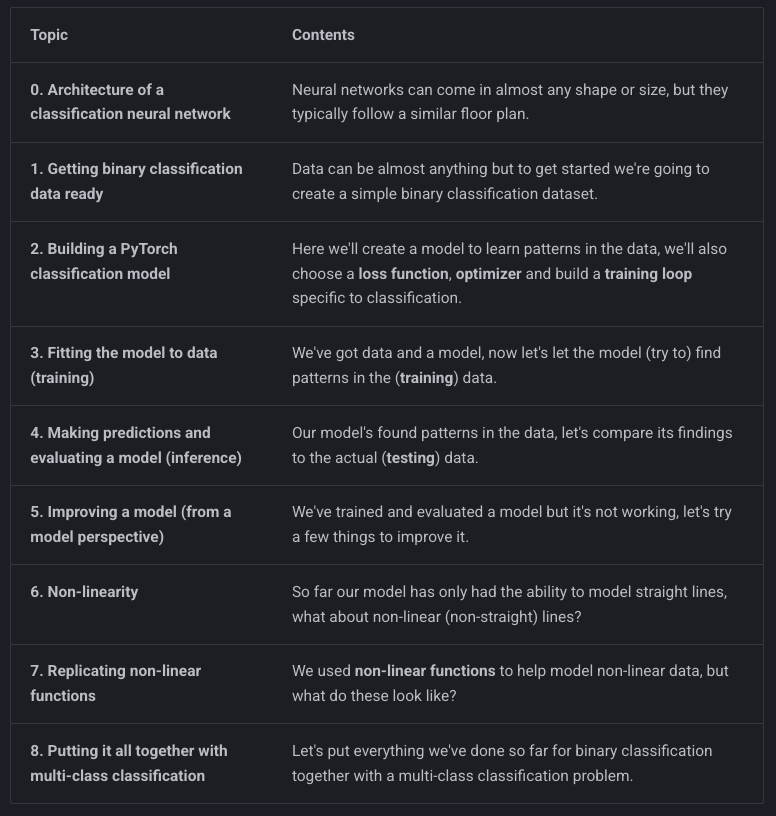 Topic
Contents
0. Architecture of a
classification neural network
Neural networks can come in almost any shape or size, but they
typically follow a similar floor plan.
1. Getting binary classification
data ready
Data can be almost anything but to get started we're going to
create a simple binary classification dataset.
2. Building a PyTorch
classification model
Here we'll create a model to learn patterns in the data, we'll also
choose a loss function, optimizer and build a training loop
specific to classification.
3. Fitting the model to data
(training)
We've got data and a model, now let's let the model (try to) find
patterns in the (training) data.
4. Making predictions and
evaluating a model (inference)
Our model's found patterns in the data, let's compare its findings
to the actual (testing) data.
5. Improving a model (from a
model perspective)
We've trained and evaluated a model but it's not working, let's try
a few things to improve it.
6. Non-linearity
So far our model has only had the ability to model straight lines,
what about non-linear (non-straight) lines?
7. Replicating non-linear
functions
We used non-linear functions to help model non-linear data, but
what do these look like?
8. Putting it all together with
multi-class classification
Let's put everything we've done so far for binary classification
together with a multi-class classification problem.